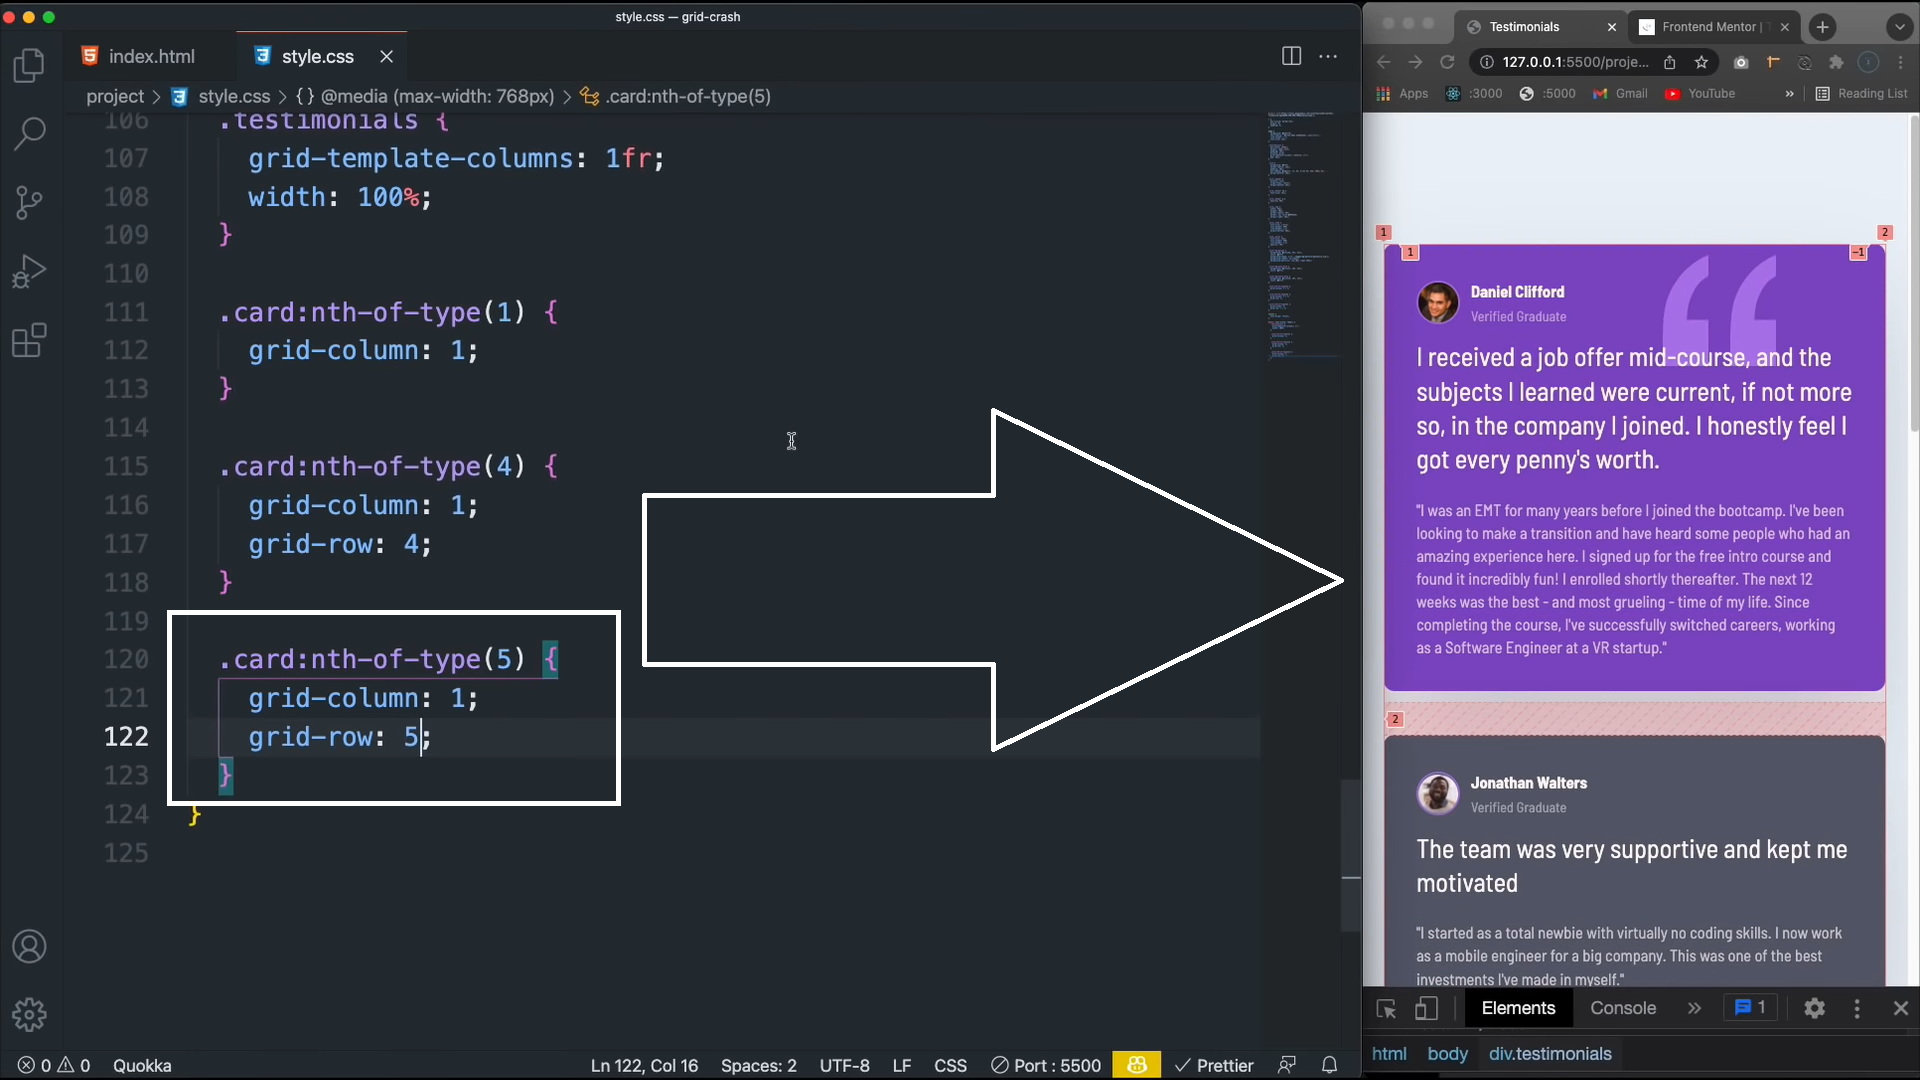 style.css — grid-crash
index.html
style.css
project > style.css > {} @media (max-width: 768px) > .card:nth-of-type(5)
106 .testimonials {
107 grid-template-columns: 1fr;
108 width: 100%;
109 }
110
111 .card:nth-of-type(1) {
112 grid-column: 1;
113 }
114
115 .card:nth-of-type(4) {
116 grid-column: 1;
117 grid-row: 4;
118 }
119
120 .card:nth-of-type(5) {
121 grid-column: 1;
122 grid-row: 5;
123 }
124 }
125
0 0 Quokka
Ln 122, Col 16 Spaces: 2 UTF-8 LF CSS Port : 5500 Prettier
Testimonials
Frontend Mentor |
127.0.0.1:5500/proje...
Apps :3000 :5000 Gmail YouTube » Reading List
1 2
1 -1
Daniel Clifford
Verified Graduate
I received a job offer mid-course, and the
subjects I learned were current, if not more
so, in the company I joined. I honestly feel I
got every penny's worth.
"I was an EMT for many years before I joined the bootcamp. I've been
looking to make a transition and have heard some people who had an
amazing experience here. I signed up for the free intro course and
found it incredibly fun! I enrolled shortly thereafter. The next 12
weeks was the best - and most grueling - time of my life. Since
completing the course, I've successfully switched careers, working
as a Software Engineer at a VR startup."
2
Jonathan Walters
Verified Graduate
The team was very supportive and kept me
motivated
"I started as a total newbie with virtually no coding skills. I now work
as a mobile engineer for a big company. This was one of the best
investments I've made in myself."
Elements Console » 1
html body div.testimonials